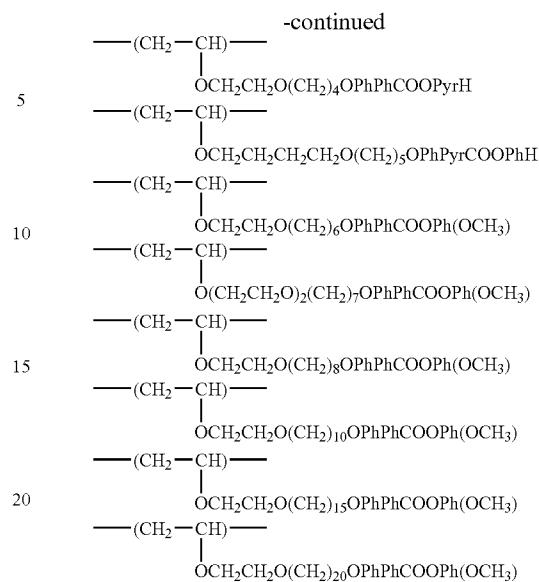 -continued
—(CH₂ CH)—
OCH₂CH₂O(CH₂)₄OPhPhCOOPyrH
5
—(CH₂ CH)—
OCH₂CH₂CH₂CH₂O(CH₂)₅OPhPyrCOOPhH
—(CH₂ CH)—
10
OCH₂CH₂O(CH₂)₆OPhPhCOOPh(OCH₃)
—(CH₂ CH)—
O(CH₂CH₂O)₂(CH₂)₇OPhPhCOOPh(OCH₃)
—(CH₂ CH)—
15
OCH₂CH₂O(CH₂)₈OPhPhCOOPh(OCH₃)
—(CH₂ CH)—
OCH₂CH₂O(CH₂)₁₀OPhPhCOOPh(OCH₃)
—(CH₂ CH)—
20
OCH₂CH₂O(CH₂)₁₅OPhPhCOOPh(OCH₃)
—(CH₂ CH)—
OCH₂CH₂O(CH₂)₂₀OPhPhCOOPh(OCH₃)